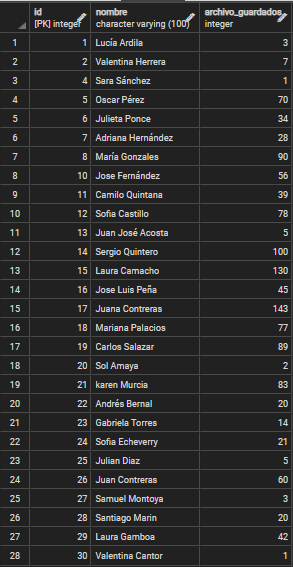 id nombre archivo_guardados
[PK] integer character varying (100) integer
1 1 Lucía Ardila 3
2 2 Valentina Herrera 7
3 4 Sara Sánchez 1
4 5 Oscar Pérez 70
5 6 Julieta Ponce 34
6 7 Adriana Hernández 28
7 8 María Gonzales 90
8 10 Jose Fernández 56
9 11 Camilo Quintana 39
10 12 Sofia Castillo 78
11 13 Juan José Acosta 5
12 14 Sergio Quintero 100
13 15 Laura Camacho 130
14 16 Jose Luis Peña 45
15 17 Juana Contreras 143
16 18 Mariana Palacios 77
17 19 Carlos Salazar 89
18 20 Sol Amaya 2
19 21 karen Murcia 83
20 22 Andrés Bernal 20
21 23 Gabriela Torres 14
22 24 Sofia Echeverry 21
23 25 Julian Diaz 5
24 26 Juan Contreras 60
25 27 Samuel Montoya 3
26 28 Santiago Marin 20
27 29 Laura Gamboa 42
28 30 Valentina Cantor 1